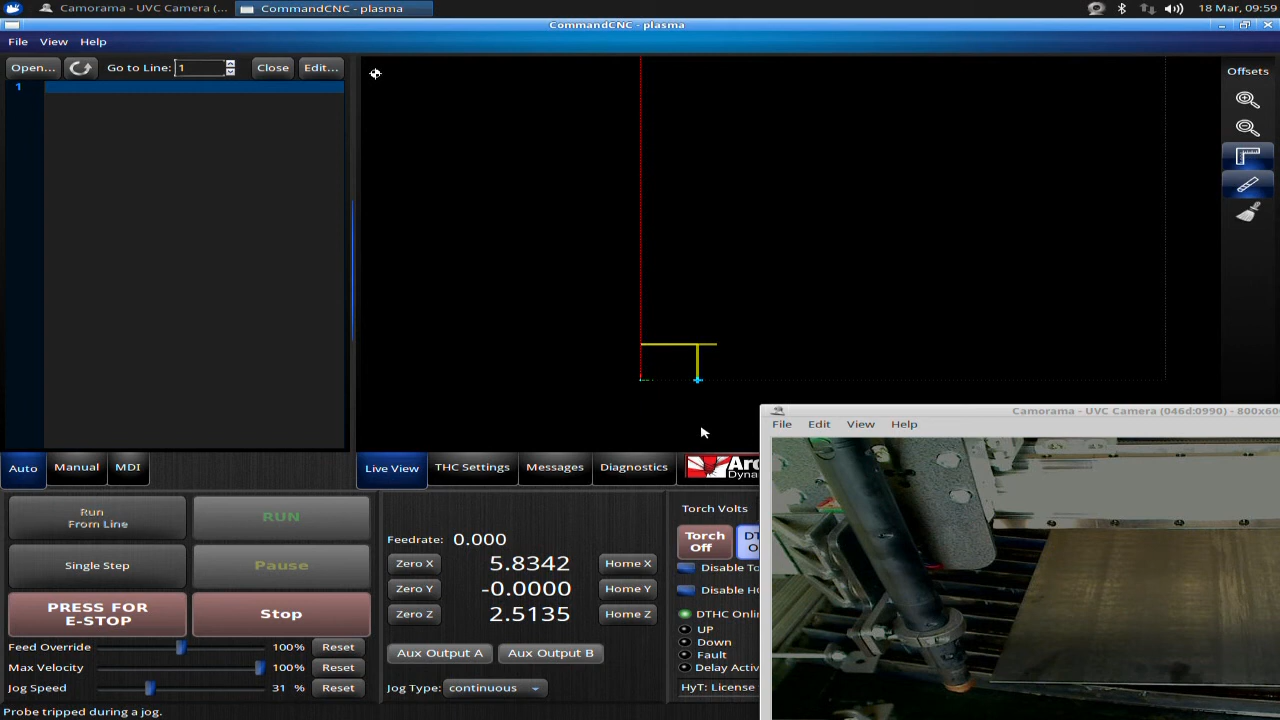 Camorama - UVC Camera (...
CommandCNC - plasma
18 Mar, 09:59
CommandCNC - plasma
File View Help
Open... Go to Line: 1 Close Edit...
Offsets
1
Auto Manual MDI
Live View THC Settings Messages Diagnostics
Run
From Line
RUN
Single Step
Pause
PRESS FOR
E-STOP
Stop
Feed Override 100% Reset
Max Velocity 100% Reset
Jog Speed 31 % Reset
Feedrate: 0.000
Zero X 5.8342 Home X
Zero Y -0.0000 Home Y
Zero Z 2.5135 Home Z
Aux Output A Aux Output B
Jog Type: continuous
Torch Volts
Torch
Off
Disable
Disable
DTHC
UP
Down
Fault
Delay
HyT: License
Camorama - UVC Camera (046d:0990) - 800x60
File Edit View Help
Probe tripped during a jog.